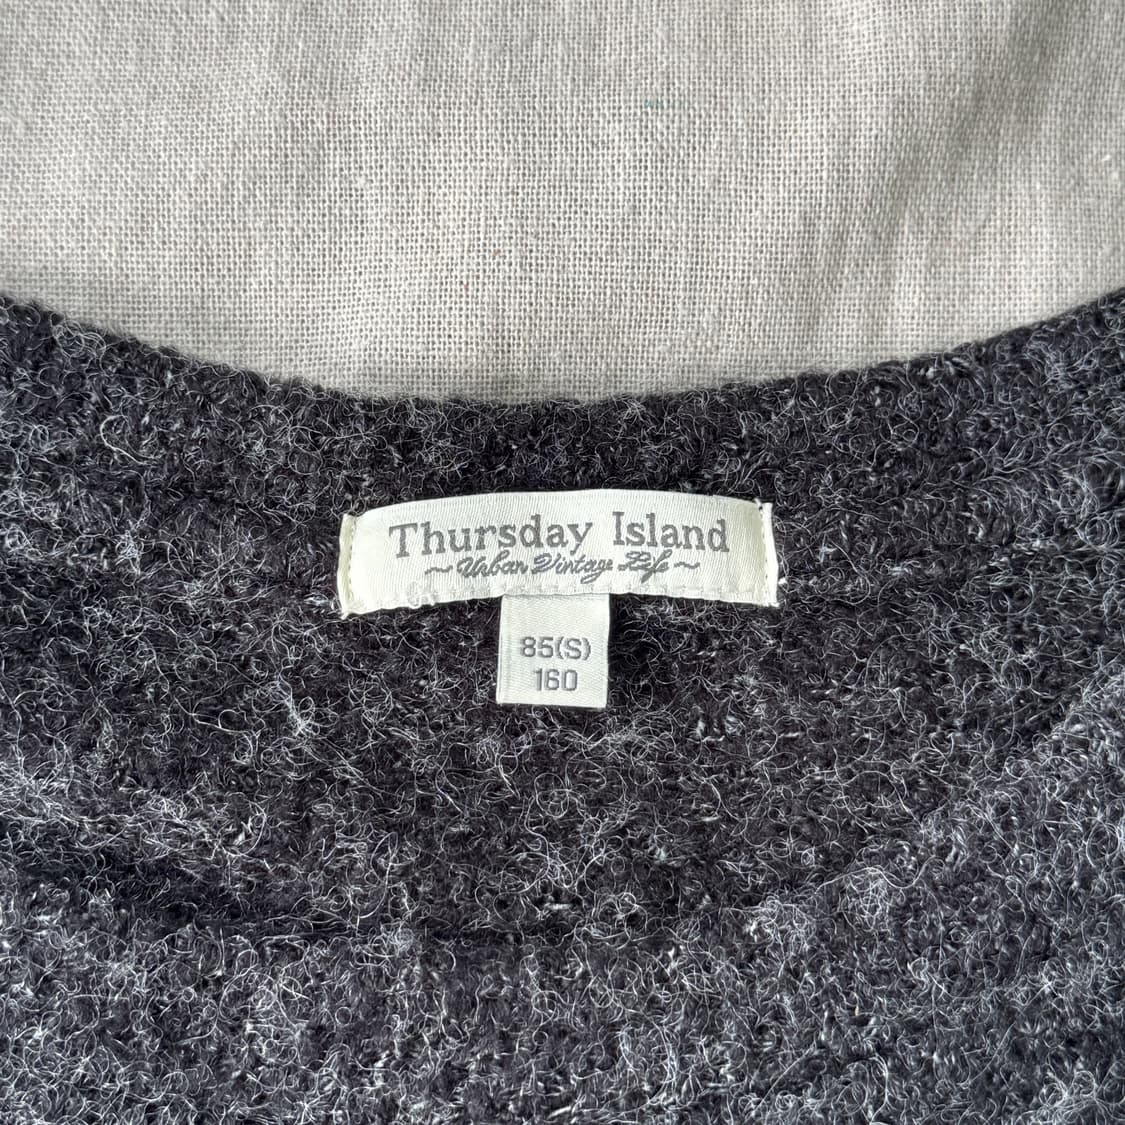 Thursday Island
~ Urban Vintage Life ~
85(S)
160